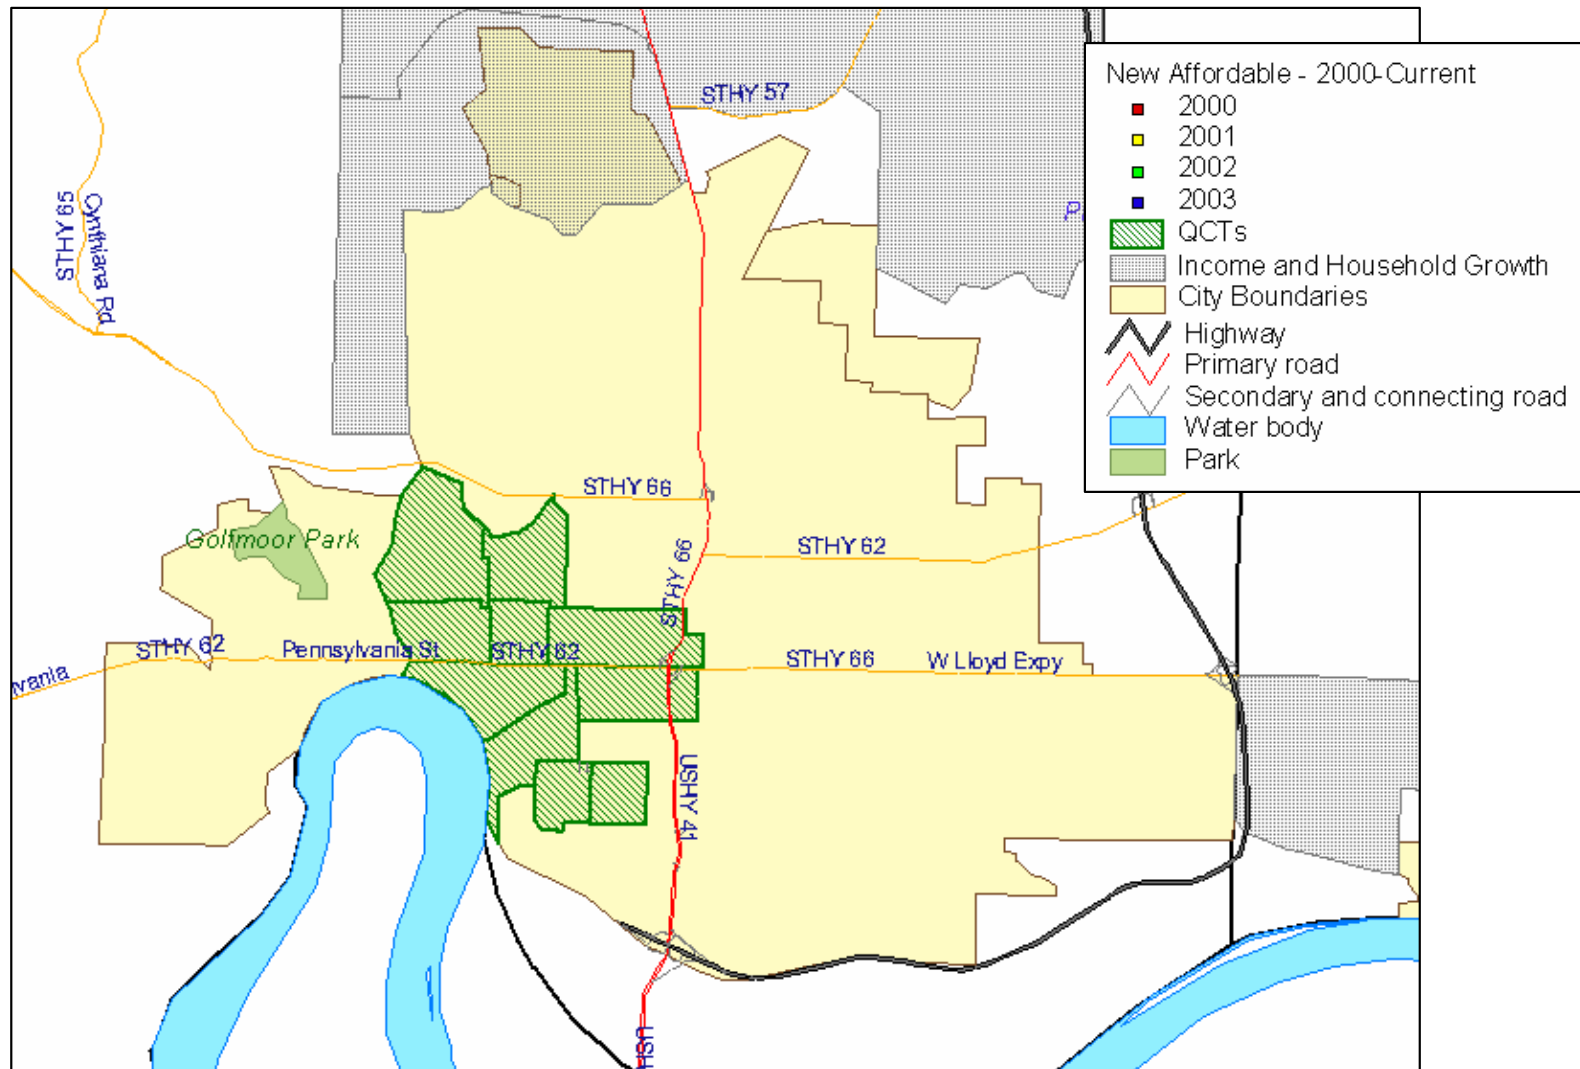 New Affordable - 2000-Current
2000
2001
2002
2003
QCTs
Income and Household Growth
City Boundaries
Highway
Primary road
Secondary and connecting road
Water body
Park
STHY 57
STHY 65
Cynthiana Rd
STHY 66
Golfmoor Park
STHY 62
STHY 66
STHY 62
Pennsylvania St
STHY 62
STHY 66
W Lloyd Expy
vania
USHY 41
USH